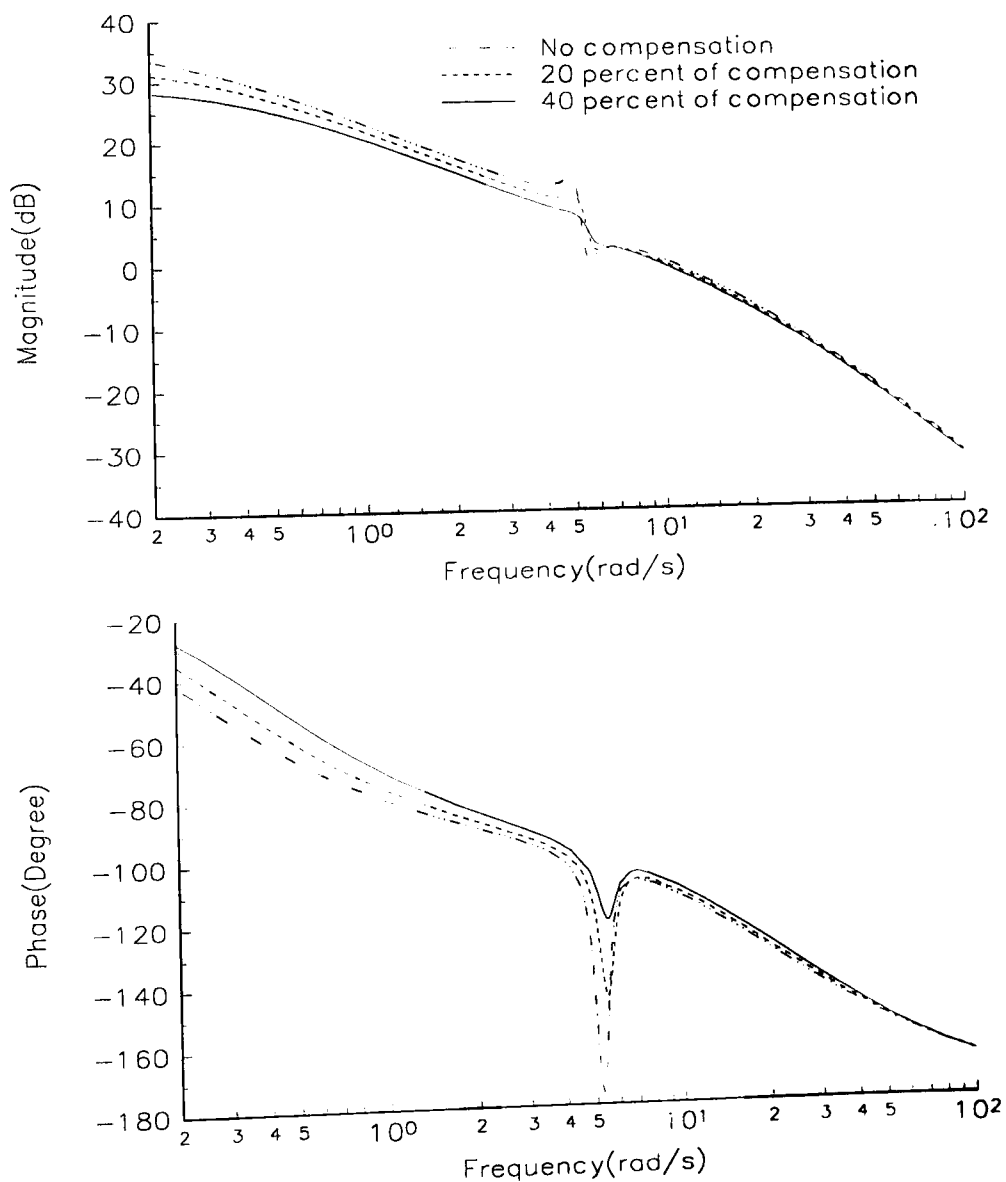 40
30
20
10
0
−10
−20
−30
−40
Magnitude(dB)
No compensation
20 percent of compensation
40 percent of compensation
2 3 4 5 10⁰ 2 3 4 5 10¹ 2 3 4 5 .10²
Frequency(rad/s)
−20
−40
−60
−80
−100
−120
−140
−160
−180
Phase(Degree)
2 3 4 5 10⁰ 2 3 4 5 10¹ 2 3 4 5 10²
Frequency(rad/s)